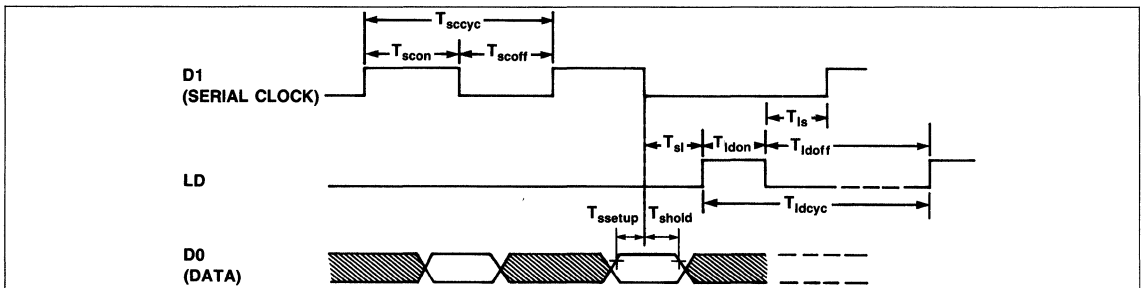 Tsccyc
Tscon Tscoff
D1
(SERIAL CLOCK)
Tls
Tsl Tldon Tldoff
LD
Tldcyc
Tssetup Tshold
D0
(DATA)